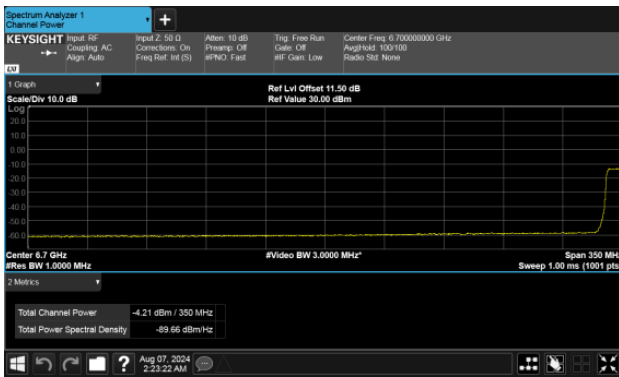 Spectrum Analyzer 1
Channel Power
+
KEYSIGHT Input: RF Input Z: 50 Ω Atten: 10 dB Trig: Free Run Center Freq: 6.700000000 GHz
Coupling: AC Corrections: On Preamp: Off Gate: Off Avg|Hold: 100/100
Align: Auto Freq Ref: Int (S) #PNO: Fast #IF Gain: Low Radio Std: None
LXI
1 Graph Ref Lvl Offset 11.50 dB
Scale/Div 10.0 dB Ref Value 30.00 dBm
Log
20.0
10.0
0.00
-10.0
-20.0
-30.0
-40.0
-50.0
-60.0
Center 6.7 GHz #Video BW 3.0000 MHz* Span 350 MH
#Res BW 1.0000 MHz Sweep 1.00 ms (1001 pts
2 Metrics
Total Channel Power -4.21 dBm / 350 MHz
Total Power Spectral Density -89.66 dBm/Hz
? Aug 07, 2024
2:23:22 AM